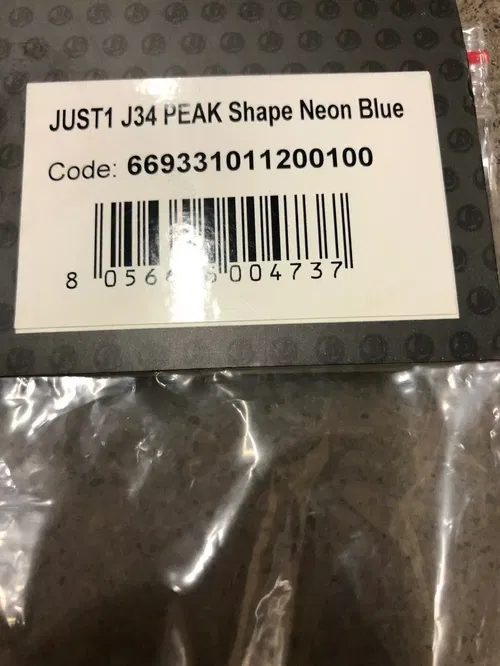 JUST1 J34 PEAK Shape Neon Blue
Code: 669331011200100